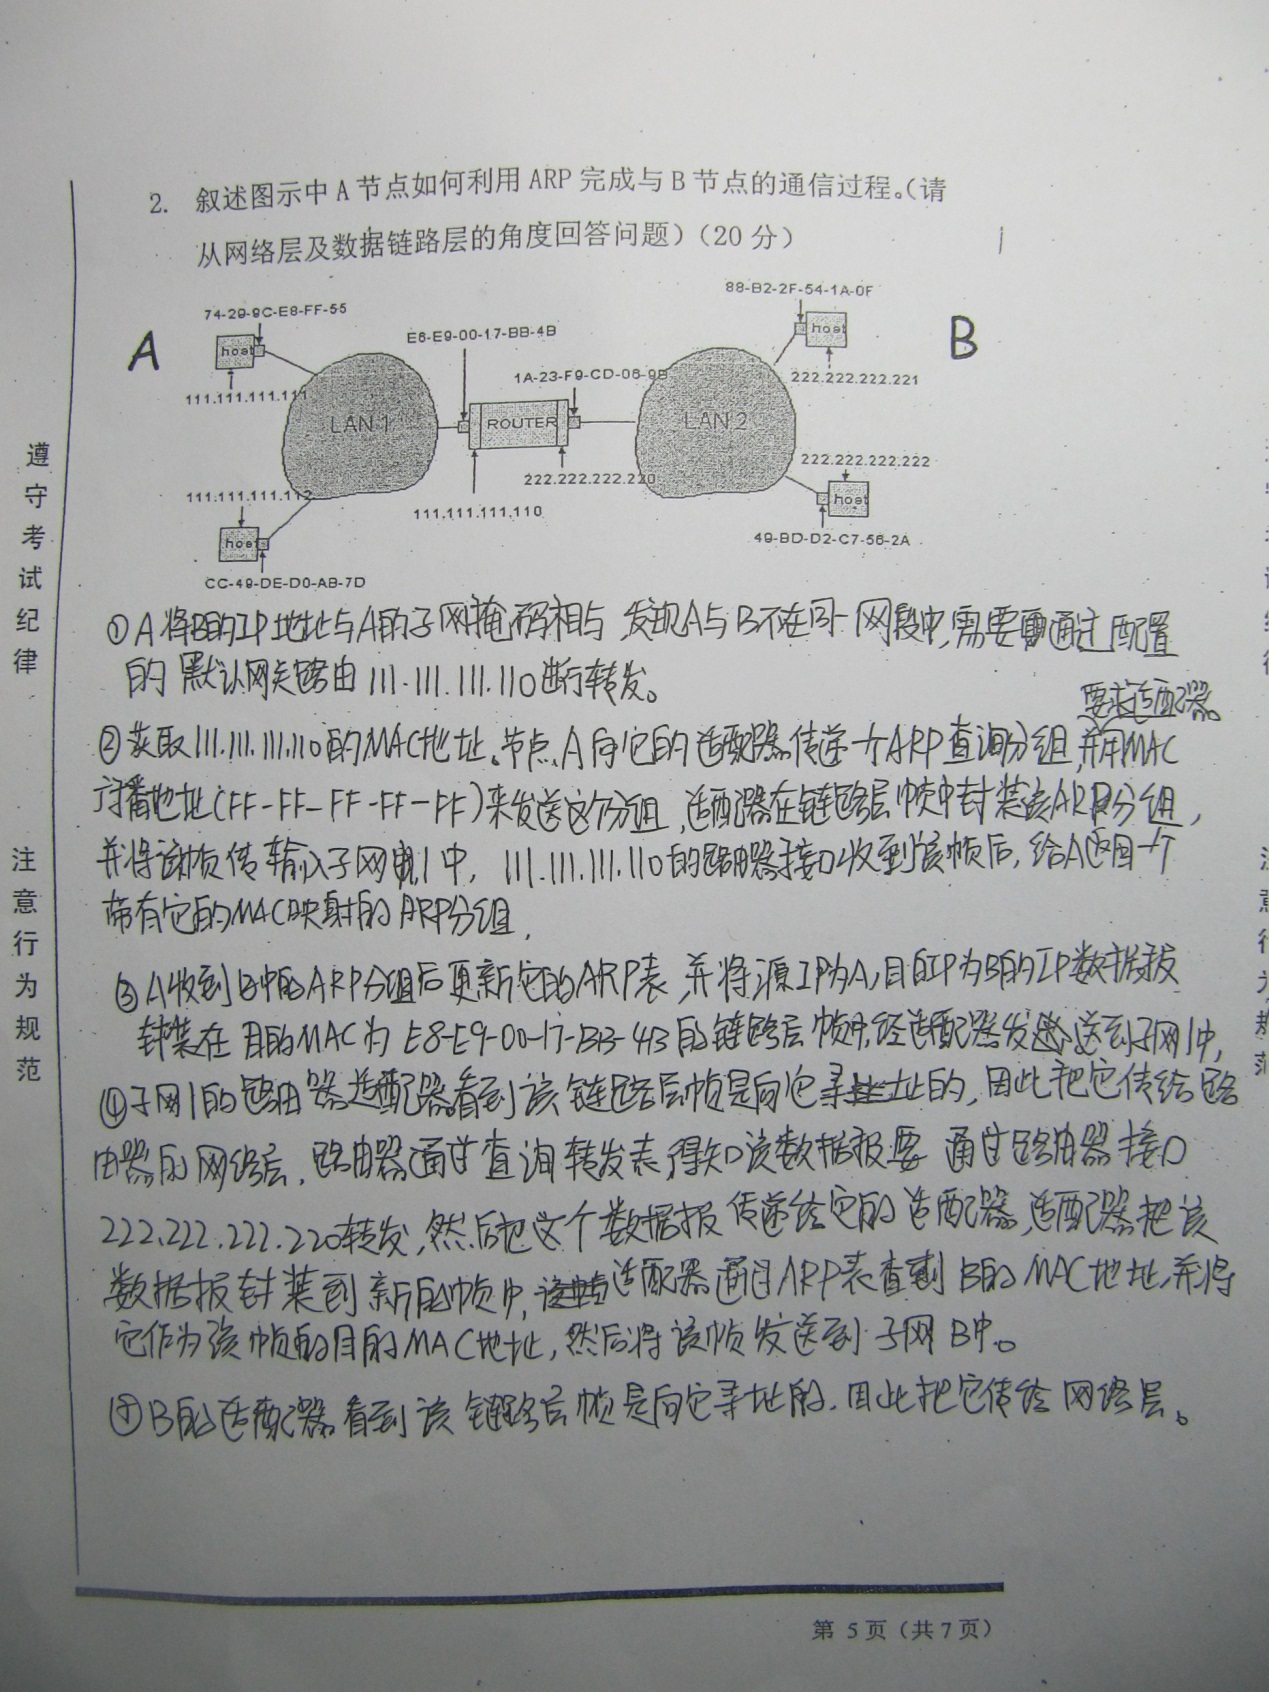 2. 叙述图示中 A 节点如何利用 ARP 完成与 B 节点的通信过程。(请
从网络层及数据链路层的角度回答问题)(20 分)
88-B2-2F-54-1A-0F
74-29-9C-E8-FF-55
A
host
E6-E9-00-17-BB-4B
host
B
1A-23-F9-CD-06-9B
222.222.222.221
111.111.111.111
LAN 1
ROUTER
LAN 2
222.222.222.222
222.222.222.220
111.111.111.112
111.111.111.110
host
host
49-BD-D2-C7-56-2A
CC-49-DE-D0-AB-7D
①A将B的IP地址与A的子网掩码相与,发现A与B不在同一网段中,需要通过配置
的默认网关路由111.111.111.110进行转发。
要求适配器
②获取111.111.111.110的MAC地址。节点A向它的适配器传递一个ARP查询分组,并用MAC
广播地址(FF-FF-FF-FF-FF)来发送这个分组,适配器在链路层帧中封装该ARP分组,
并将该帧传输入子网1中,111.111.111.110的路由器接口收到该帧后,给A返回一个
带有它的MAC映射的ARP分组,
③A收到 ARP分组后更新它的ARP表,并将源IP为A,目的IP为B的IP数据报
封装在目的MAC为E8-E9-00-17-BB-4B的链路层帧中,经适配器发送到子网1中,
④子网1的路由器适配器看到该链路层帧是向它寻址的,因此把它传给路
由器的网络层,路由器通过查询转发表,得知该数据报要通过路由器接口
222.222.222.220转发,然后把这个数据报传递给它的适配器,适配器把该
数据报封装到新的帧中,适配器通过ARP表查到B的MAC地址,并将
它作为该帧的目的MAC地址,然后将该帧发送到子网B中。
⑤B的适配器看到该链路层帧是向它寻址的,因此把它传给网络层。
遵守考试纪律
注意行为规范
第 5 页(共 7 页)